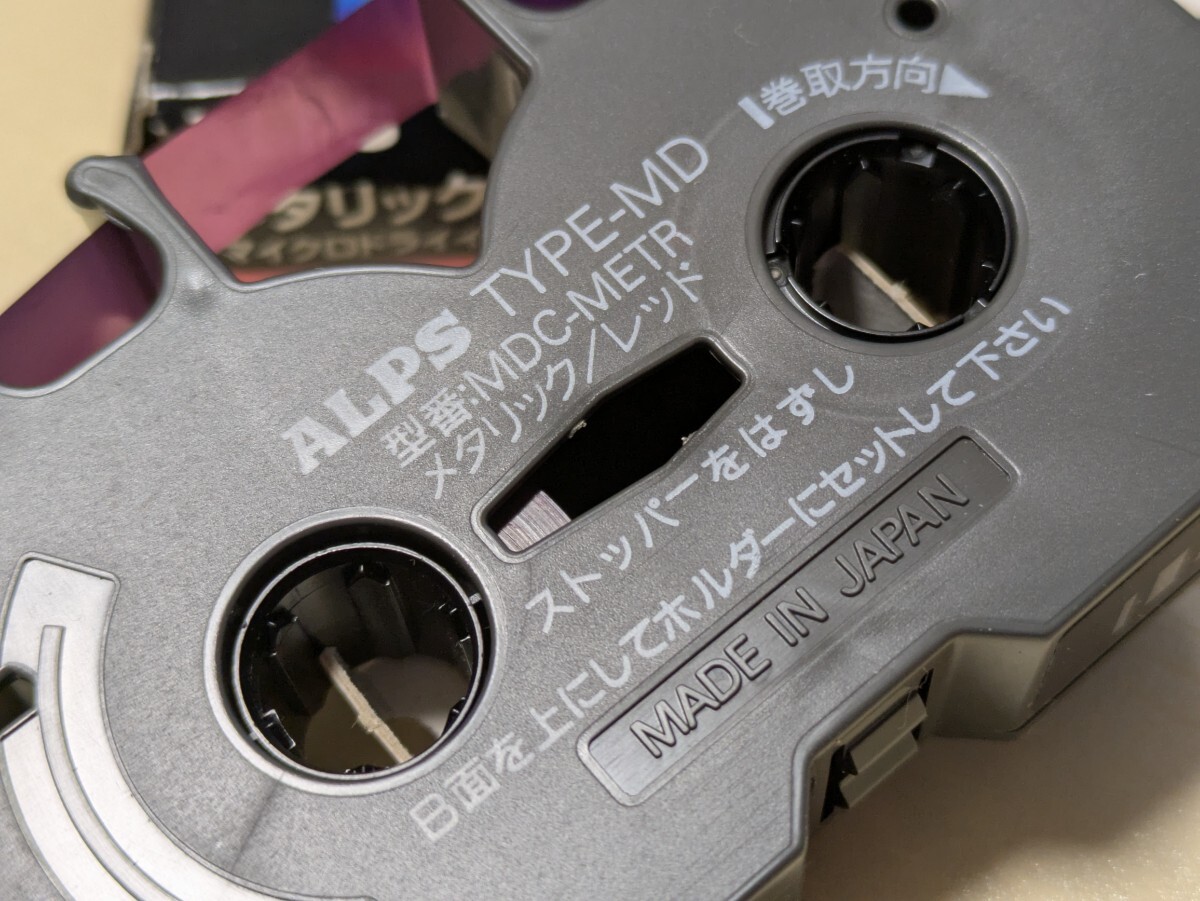 巻取方向
ALPS TYPE-MD
型番:MDC-METR
メタリック/レッド
ストッパーをはずし
B面を上にしてホルダーにセットして下さい
MADE IN JAPAN
タリック
マイクロドライイ